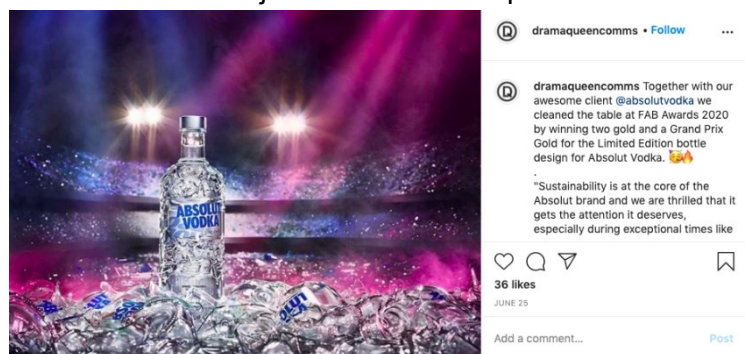 dramaqueencomms • Follow
...
dramaqueencomms Together with our
awesome client @absolutvodka we
cleaned the table at FAB Awards 2020
by winning two gold and a Grand Prix
Gold for the Limited Edition bottle
design for Absolut Vodka. 🥳🔥
.
"Sustainability is at the core of the
Absolut brand and we are thrilled that it
gets the attention it deserves,
especially during exceptional times like
36 likes
JUNE 25
Add a comment...
Post
ABSOLUT
VODKA
OLUT